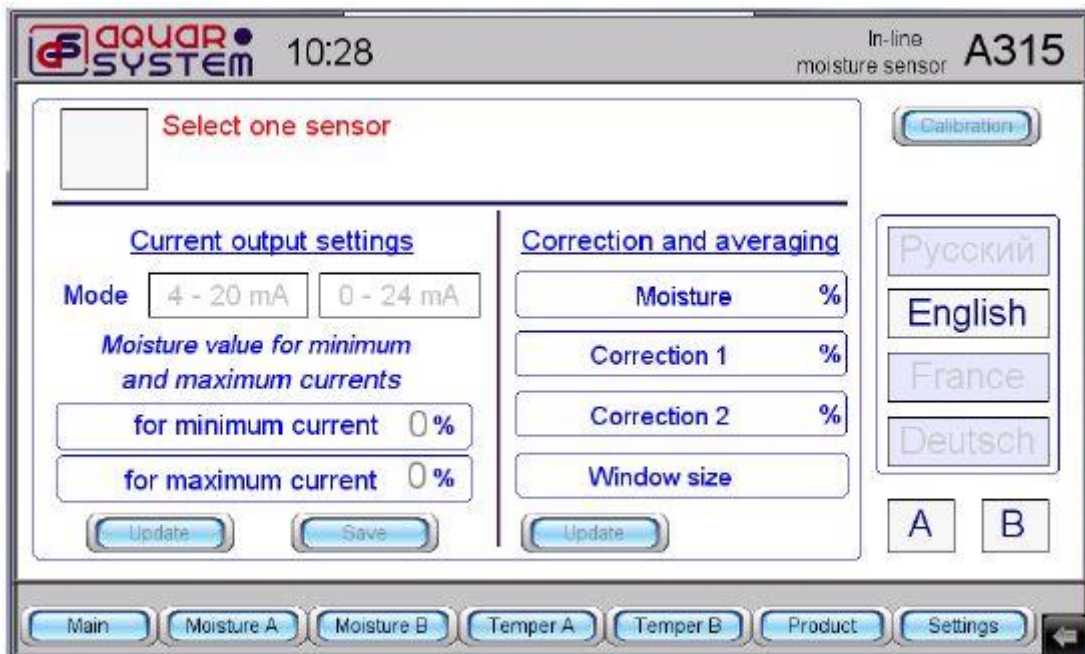 aquar
system
10:28
In-line
moisture sensor
A315
Select one sensor
Calibration
Current output settings
Mode 4 - 20 mA 0 - 24 mA
Moisture value for minimum
and maximum currents
for minimum current 0 %
for maximum current 0 %
Update Save
Correction and averaging
Moisture %
Correction 1 %
Correction 2 %
Window size
Update
Русский
English
France
Deutsch
A B
Main Moisture A Moisture B Temper A Temper B Product Settings